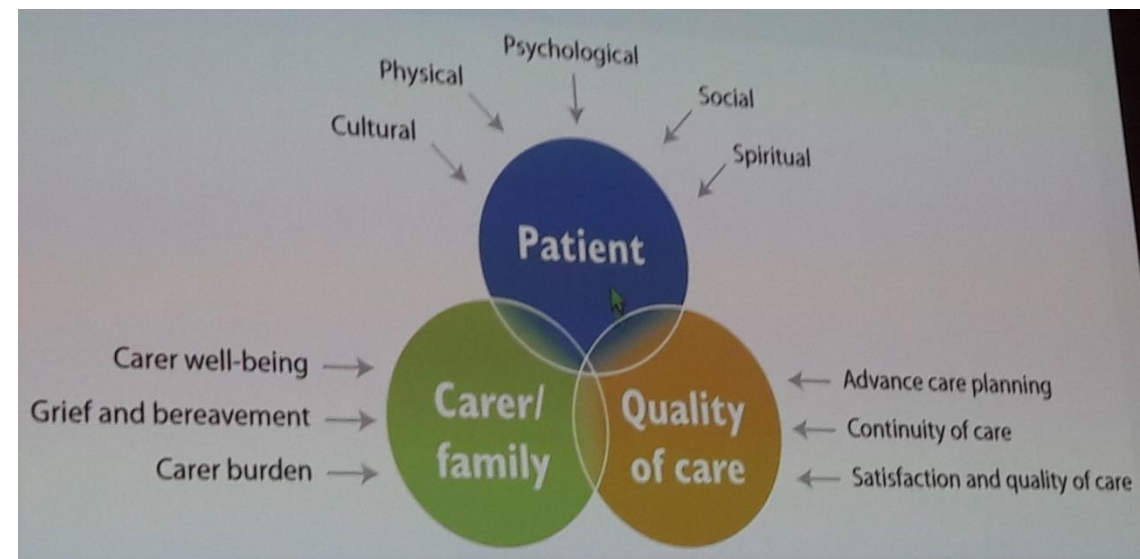 Psychological
Physical
Social
Cultural
Spiritual
Patient
Carer well-being
Grief and bereavement
Carer burden
Carer/
family
Quality
of care
Advance care planning
Continuity of care
Satisfaction and quality of care